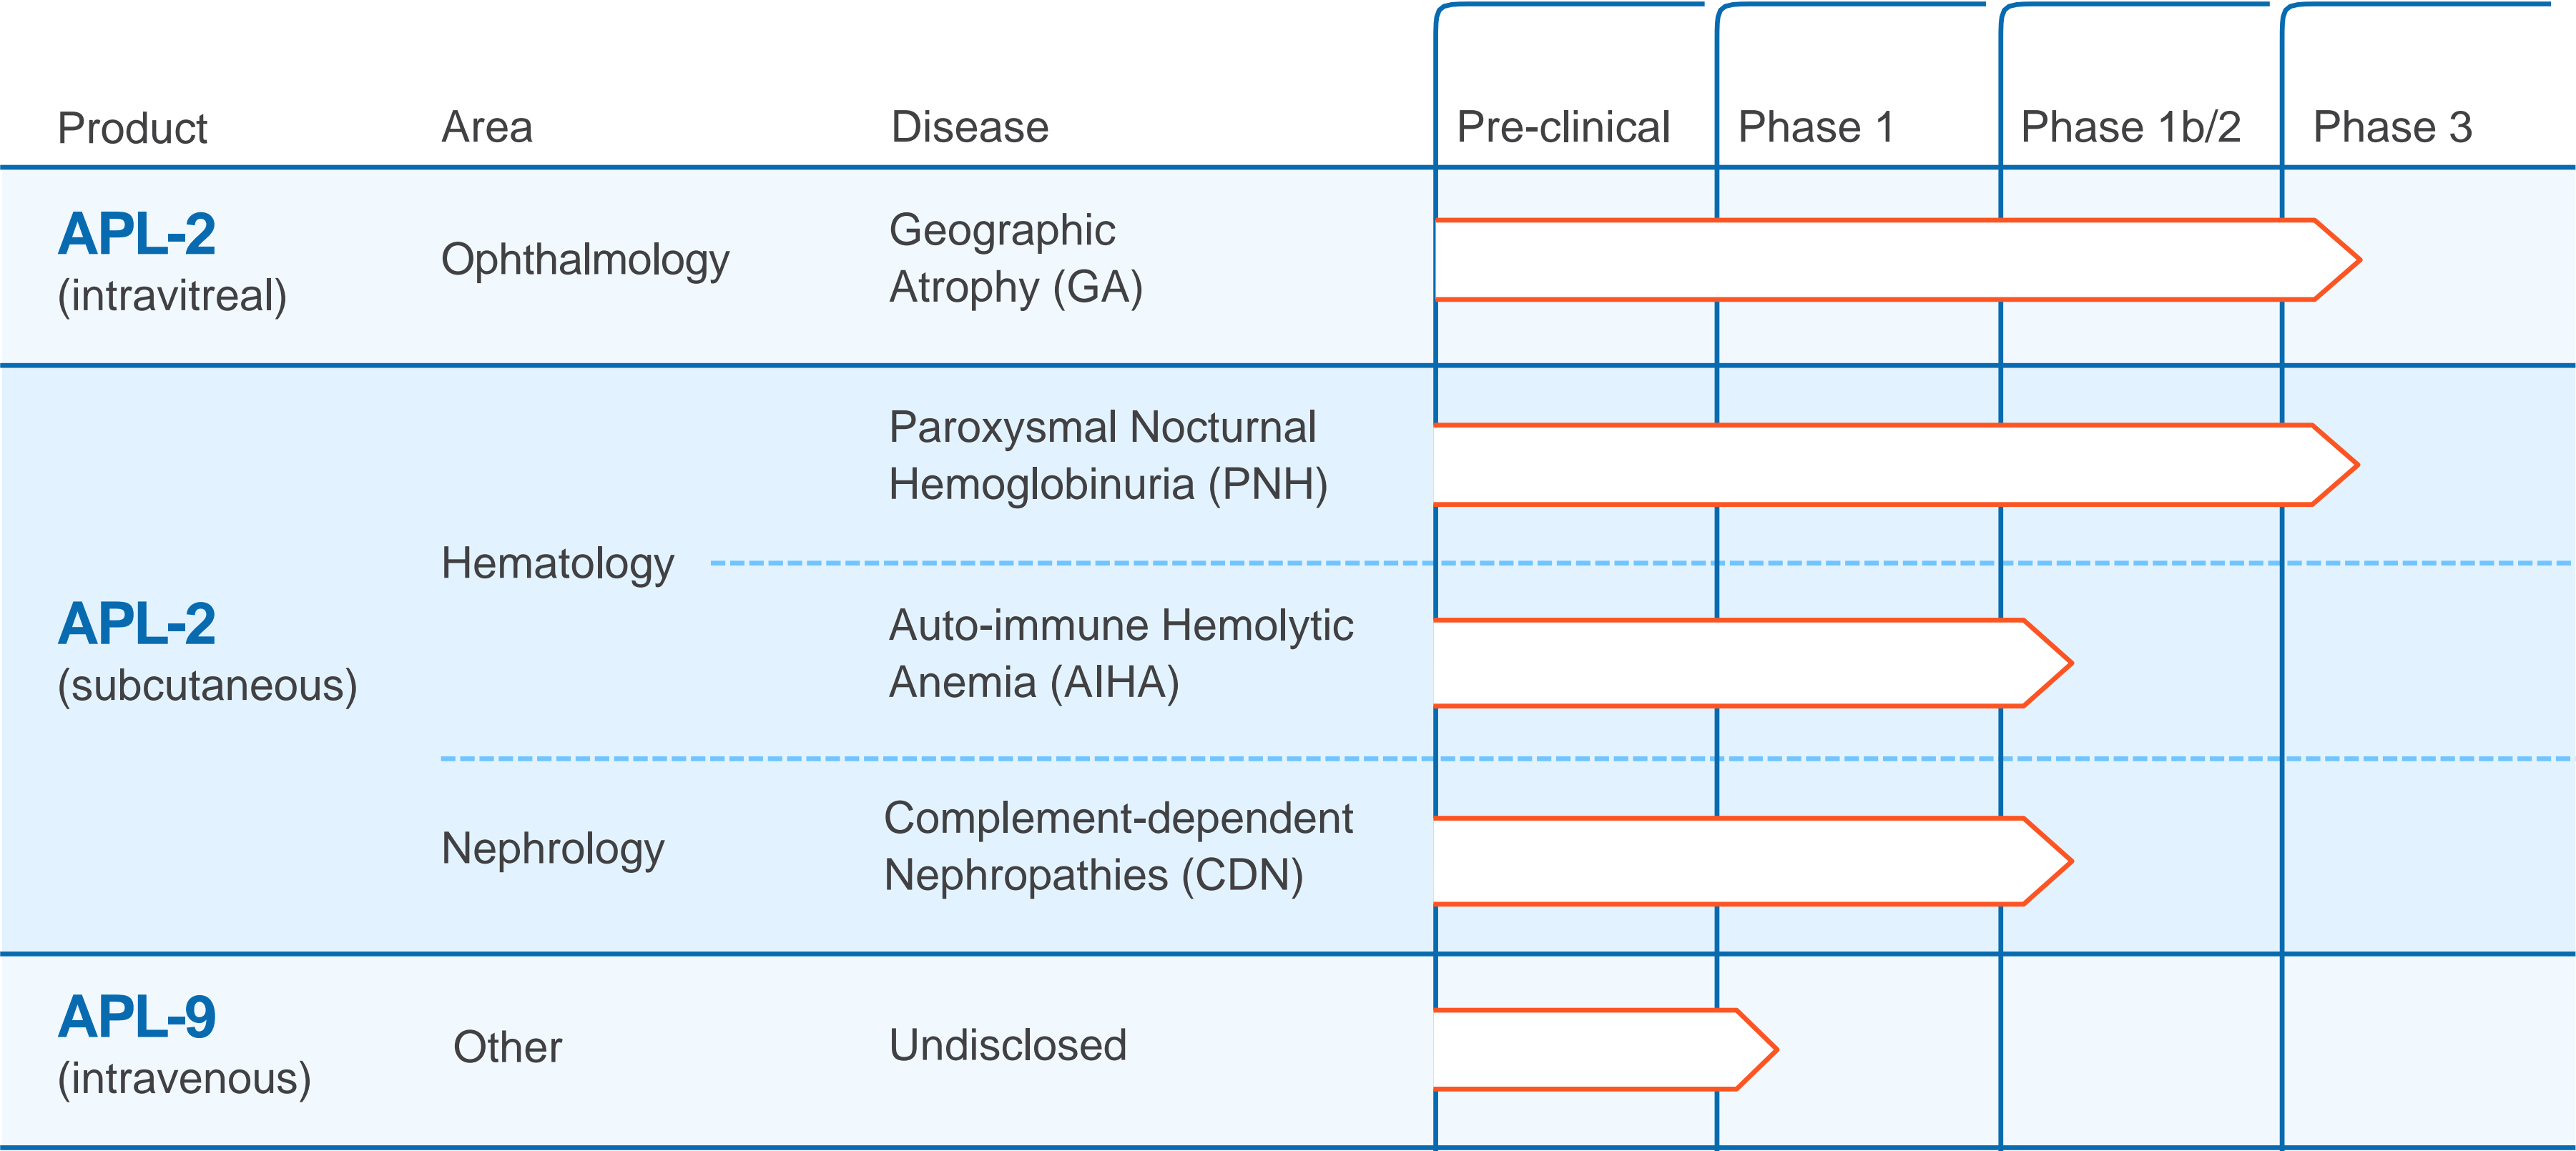 Product Area Disease Pre-clinical Phase 1 Phase 1b/2 Phase 3
APL-2
(intravitreal)
Ophthalmology
Geographic
Atrophy (GA)
APL-2
(subcutaneous)
Hematology
Paroxysmal Nocturnal
Hemoglobinuria (PNH)
Auto-immune Hemolytic
Anemia (AIHA)
Nephrology
Complement-dependent
Nephropathies (CDN)
APL-9
(intravenous)
Other
Undisclosed